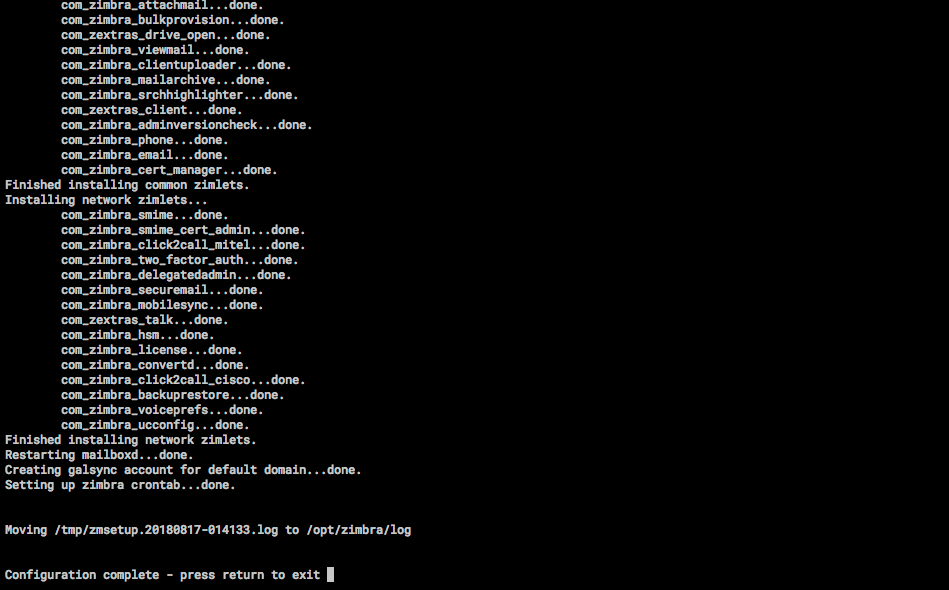 com_zimbra_attachmail...done.
com_zimbra_bulkprovision...done.
com_zextras_drive_open...done.
com_zimbra_viewmail...done.
com_zimbra_clientuploader...done.
com_zimbra_mailarchive...done.
com_zimbra_srchhighlighter...done.
com_zextras_client...done.
com_zimbra_adminversioncheck...done.
com_zimbra_phone...done.
com_zimbra_email...done.
com_zimbra_cert_manager...done.
Finished installing common zimlets.
Installing network zimlets...
com_zimbra_smime...done.
com_zimbra_smime_cert_admin...done.
com_zimbra_click2call_mitel...done.
com_zimbra_two_factor_auth...done.
com_zimbra_delegatedadmin...done.
com_zimbra_securemail...done.
com_zimbra_mobilesync...done.
com_zextras_talk...done.
com_zimbra_hsm...done.
com_zimbra_license...done.
com_zimbra_convertd...done.
com_zimbra_click2call_cisco...done.
com_zimbra_backuprestore...done.
com_zimbra_voiceprefs...done.
com_zimbra_ucconfig...done.
Finished installing network zimlets.
Restarting mailboxd...done.
Creating galsync account for default domain...done.
Setting up zimbra crontab...done.
Moving /tmp/zmsetup.20180817-014133.log to /opt/zimbra/log
Configuration complete - press return to exit